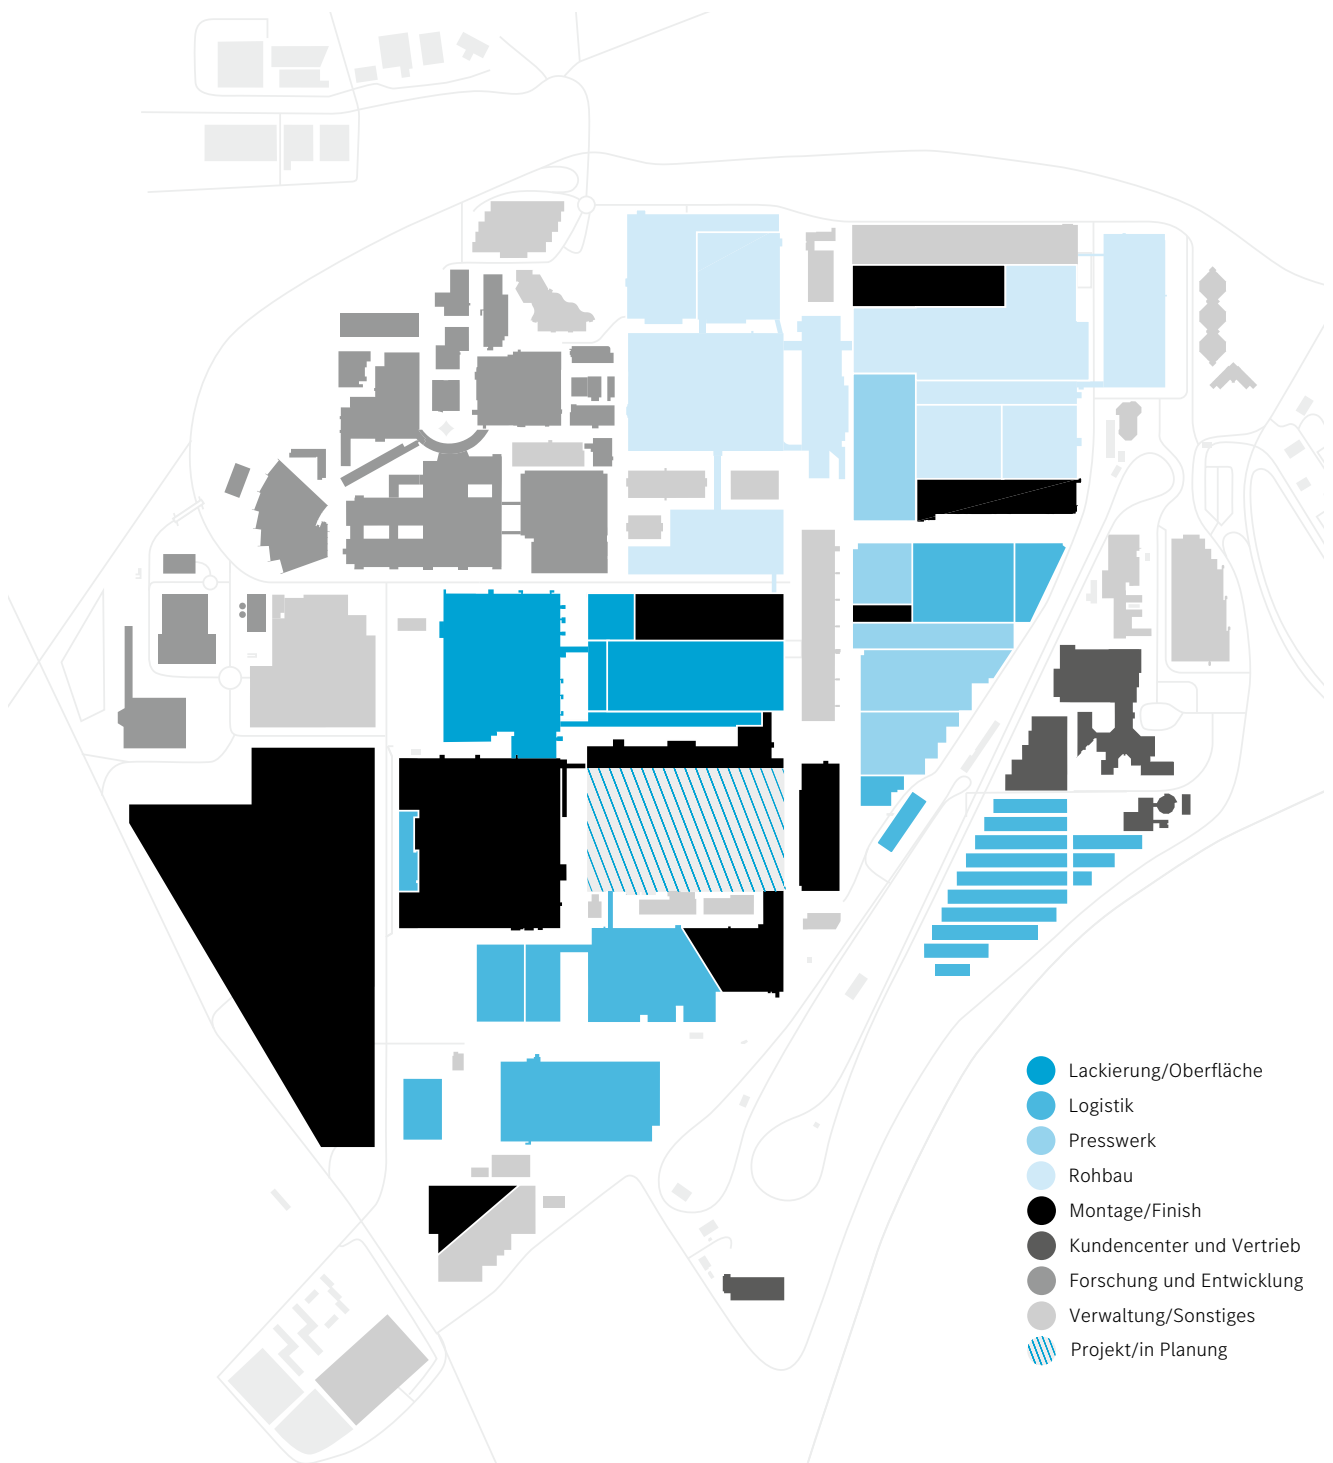 Lackierung/Oberfläche
Logistik
Presswerk
Rohbau
Montage/Finish
Kundencenter und Vertrieb
Forschung und Entwicklung
Verwaltung/Sonstiges
Projekt/in Planung